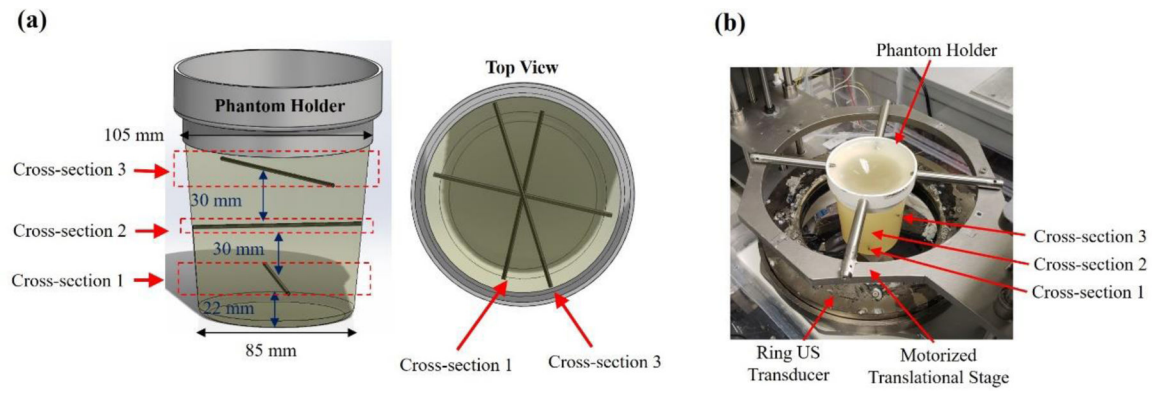 (a)
Phantom Holder
105 mm
Cross-section 3
30 mm
Cross-section 2
30 mm
Cross-section 1
22 mm
85 mm
Top View
Cross-section 1
Cross-section 3
(b)
Phantom Holder
Cross-section 3
Cross-section 2
Cross-section 1
Ring US
Transducer
Motorized
Translational Stage